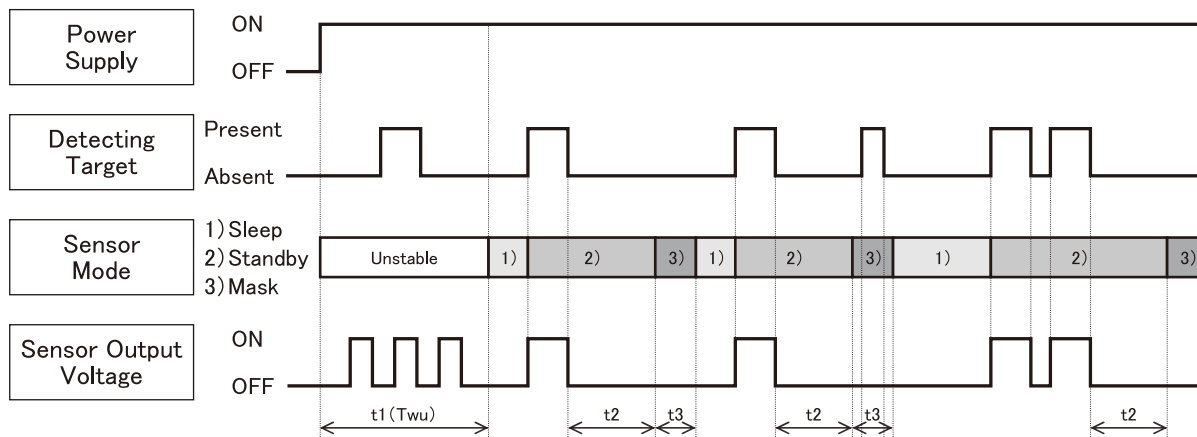 Power
Supply
ON
OFF
Detecting
Target
Present
Absent
Sensor
Mode
1)Sleep
2)Standby
3)Mask
Unstable
1)
2)
3)
1)
2)
3)
1)
2)
3)
Sensor Output
Voltage
ON
OFF
t1(Twu)
t2
t3
t2
t3
t2